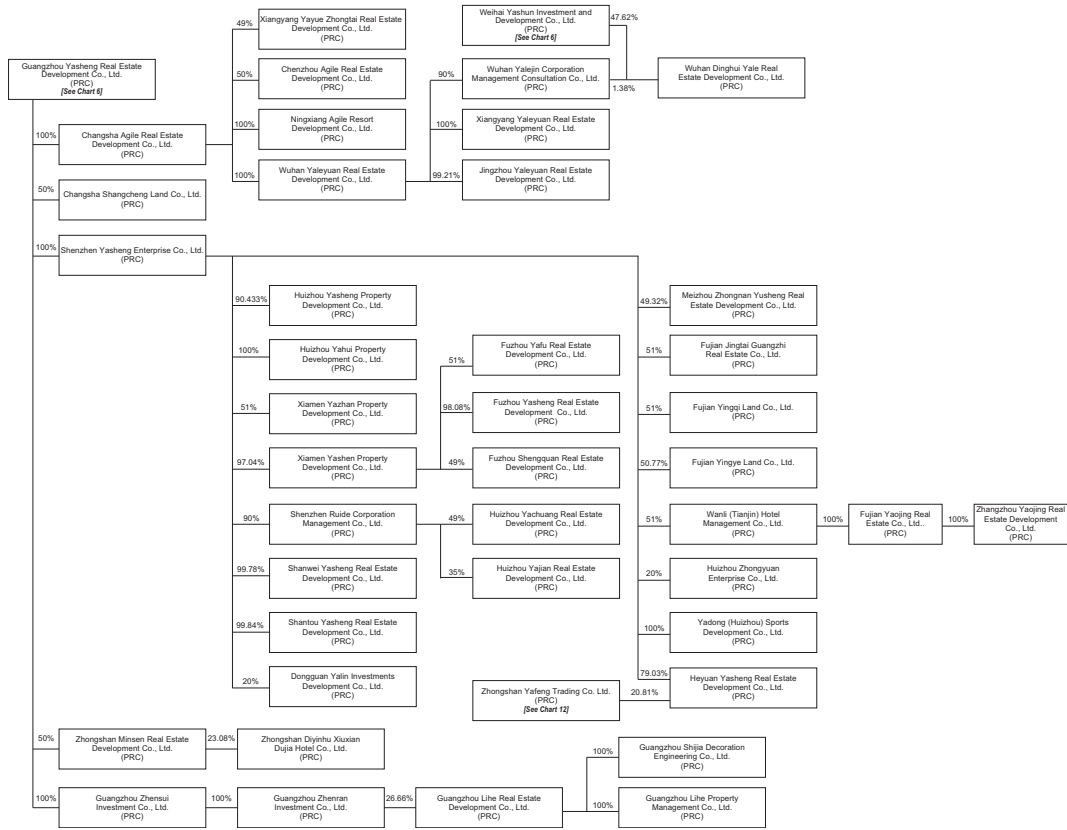 49%
Xiangyang Yayue Zhongtai Real Estate
Development Co., Ltd.
(PRC)
Weihai Yashun Investment and
Development Co., Ltd.
(PRC)
[See Chart 6]
47.62%
Guangzhou Yasheng Real Estate
Development Co., Ltd.
(PRC)
[See Chart 6]
50%
Chenzhou Agile Real Estate
Development Co., Ltd.
(PRC)
90%
Wuhan Yalejin Corporation
Management Consultation Co., Ltd.
(PRC)
1.38%
Wuhan Dinghui Yale Real
Estate Development Co., Ltd.
(PRC)
100%
Changsha Agile Real Estate
Development Co., Ltd.
(PRC)
100%
Ningxiang Agile Resort
Development Co., Ltd.
(PRC)
100%
Xiangyang Yaleyuan Real Estate
Development Co., Ltd.
(PRC)
100%
Wuhan Yaleyuan Real Estate
Development Co., Ltd.
(PRC)
99.21%
Jingzhou Yaleyuan Real Estate
Development Co., Ltd.
(PRC)
50%
Changsha Shangcheng Land Co., Ltd.
(PRC)
100%
Shenzhen Yasheng Enterprise Co., Ltd.
(PRC)
90.433%
Huizhou Yasheng Property
Development Co., Ltd.
(PRC)
49.32%
Meizhou Zhongnan Yusheng Real
Estate Development Co., Ltd.
(PRC)
100%
Huizhou Yahui Property
Development Co., Ltd.
(PRC)
51%
Fuzhou Yafu Real Estate
Development Co., Ltd.
(PRC)
51%
Fujian Jingtai Guangzhi
Real Estate Co., Ltd.
(PRC)
51%
Xiamen Yazhan Property
Development Co., Ltd.
(PRC)
98.08%
Fuzhou Yasheng Real Estate
Development Co., Ltd.
(PRC)
51%
Fujian Yingqi Land Co., Ltd.
(PRC)
97.04%
Xiamen Yashen Property
Development Co., Ltd.
(PRC)
49%
Fuzhou Shengquan Real Estate
Development Co., Ltd.
(PRC)
50.77%
Fujian Yingye Land Co., Ltd.
(PRC)
90%
Shenzhen Ruide Corporation
Management Co., Ltd.
(PRC)
49%
Huizhou Yachuang Real Estate
Development Co., Ltd.
(PRC)
51%
Wanli (Tianjin) Hotel
Management Co., Ltd.
(PRC)
100%
Fujian Yaojing Real
Estate Co., Ltd..
(PRC)
100%
Zhangzhou Yaojing Real
Estate Development
Co., Ltd.
(PRC)
99.78%
Shanwei Yasheng Real Estate
Development Co., Ltd.
(PRC)
35%
Huizhou Yajian Real Estate
Development Co., Ltd.
(PRC)
20%
Huizhou Zhongyuan
Enterprise Co., Ltd.
(PRC)
99.84%
Shantou Yasheng Real Estate
Development Co., Ltd.
(PRC)
100%
Yadong (Huizhou) Sports
Development Co., Ltd.
(PRC)
20%
Dongguan Yalin Investments
Development Co., Ltd.
(PRC)
Zhongshan Yafeng Trading Co. Ltd.
(PRC)
[See Chart 12]
79.03%
20.81%
Heyuan Yasheng Real Estate
Development Co., Ltd.
(PRC)
50%
Zhongshan Minsen Real Estate
Development Co., Ltd.
(PRC)
23.08%
Zhongshan Diyinhu Xiuxian
Dujia Hotel Co., Ltd.
(PRC)
100%
Guangzhou Shijia Decoration
Engineering Co., Ltd.
(PRC)
100%
Guangzhou Zhensui
Investment Co., Ltd.
(PRC)
100%
Guangzhou Zhenran
Investment Co., Ltd.
(PRC)
26.66%
Guangzhou Lihe Real Estate
Development Co., Ltd.
(PRC)
100%
Guangzhou Lihe Property
Management Co., Ltd.
(PRC)